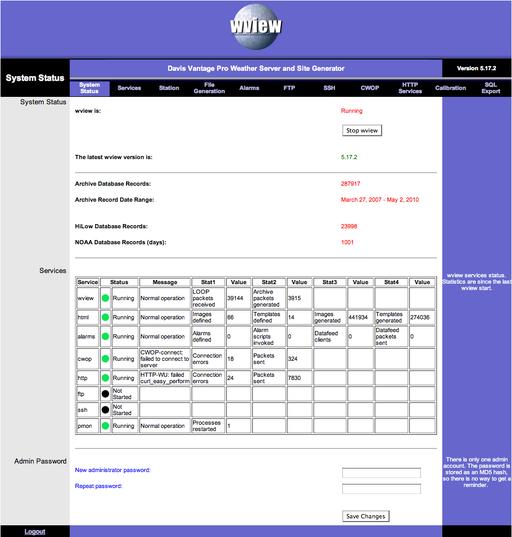 wview
System Status
Davis Vantage Pro Weather Server and Site Generator
Version 5.17.2
System Status
Services
Station
File Generation
Alarms
FTP
SSH
CWOP
HTTP Services
Calibration
SQL Export
System Status
wview is:
Running
Stop wview
The latest wview version is:
5.17.2
Archive Database Records:
287917
Archive Record Date Range:
March 27, 2007 - May 2, 2010
HiLow Database Records:
23998
NOAA Database Records (days):
1001
Services
wview services status. Statistics are since the last wview start.
Service Status Message Stat1 Value Stat2 Value Stat3 Value Stat4 Value
wview Running Normal operation LOOP packets received 39144 Archive packets generated 3915
html Running Normal operation Images defined 66 Templates defined 14 Images generated 441934 Templates generated 274036
alarms Running Normal operation Alarms defined 0 Alarm scripts invoked 0 Datafeed clients 0 Datafeed packets sent 0
cwop Running CWOP-connect: failed to connect to server Connection errors 18 Packets sent 324
http Running HTTP-WU: failed curl_easy_perform Connection errors 24 Packets sent 7830
ftp Not Started
ssh Not Started
pmon Running Normal operation Processes restarted 1
Admin Password
New administrator password:
Repeat password:
Save Changes
There is only one admin account. The password is stored as an MD5 hash, so there is no way to get a reminder.
Logout